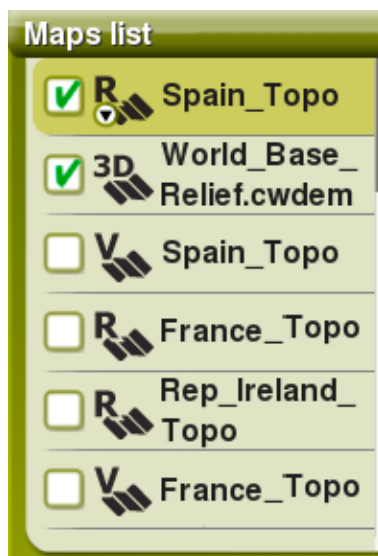 Maps list
R Spain_Topo
3D World_Base_
Relief.cwdem
V Spain_Topo
R France_Topo
R Rep_Ireland_
Topo
V France_Topo